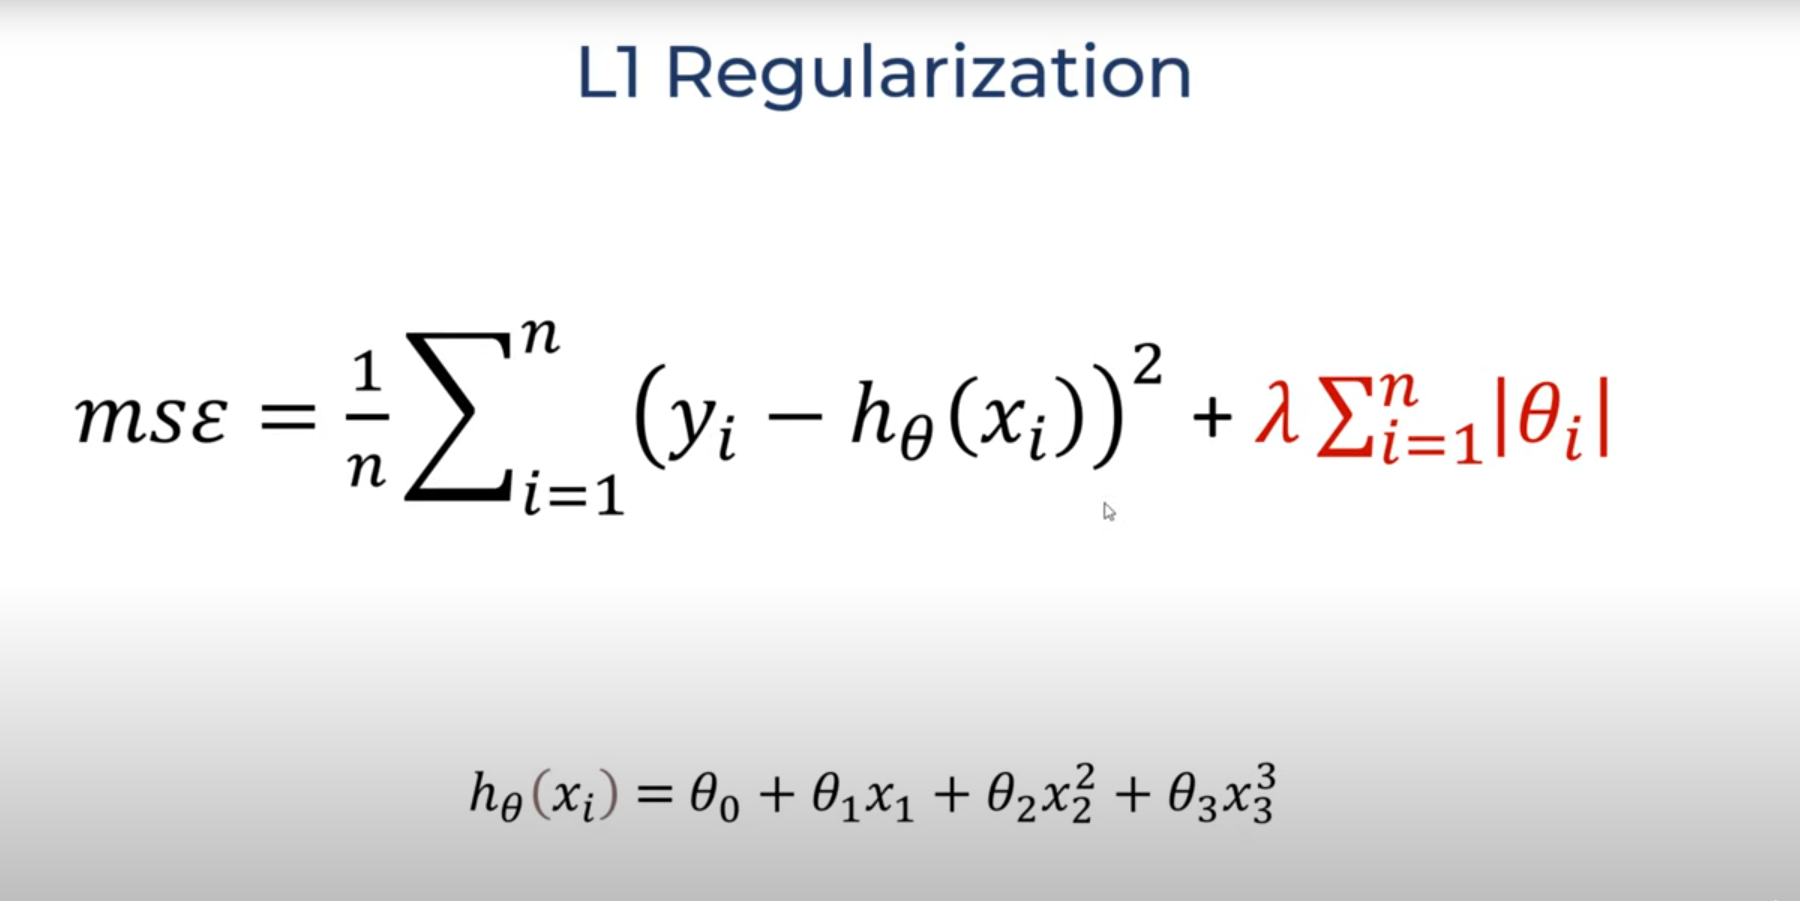 L1 Regularization
$ms\varepsilon = \frac{1}{n} \sum_{i=1}^{n} \left( y_i - h_\theta(x_i) \right)^2 + \lambda \sum_{i=1}^{n} |\theta_i|$
$h_\theta(x_i) = \theta_0 + \theta_1 x_1 + \theta_2 x_2^2 + \theta_3 x_3^3$